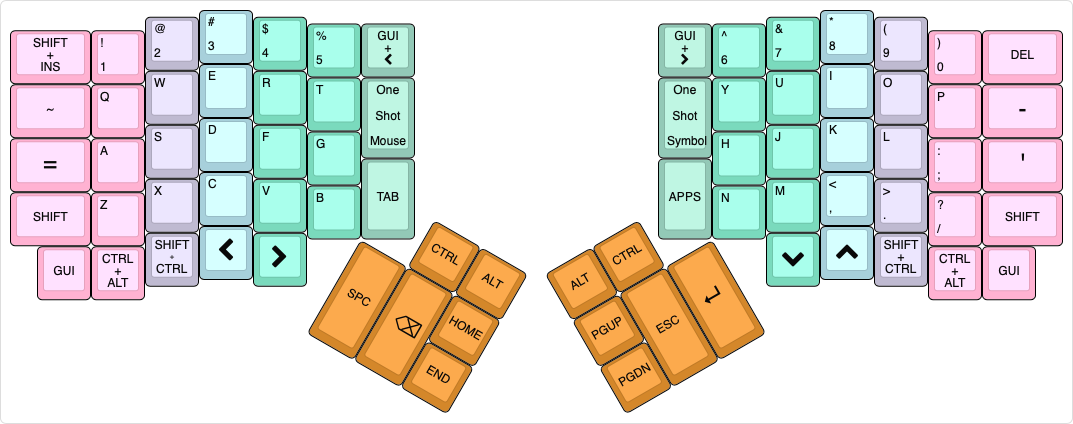 SHIFT
+
INS
!
1
@
2
#
3
$
4
%
5
GUI
+
<
~
Q
W
E
R
T
One
Shot
Mouse
=
A
S
D
F
G
SHIFT
Z
X
C
V
B
TAB
GUI
CTRL
+
ALT
SHIFT
+
CTRL
<
>
SPC
CTRL
ALT
HOME
END
GUI
+
>
^
6
&
7
*
8
(
9
)
0
DEL
One
Shot
Symbol
Y
U
I
O
P
-
H
J
K
L
:
;
'
APPS
N
M
<
,
>
.
?
/
SHIFT
SHIFT
+
CTRL
CTRL
+
ALT
GUI
ALT
CTRL
PGUP
ESC
PGDN